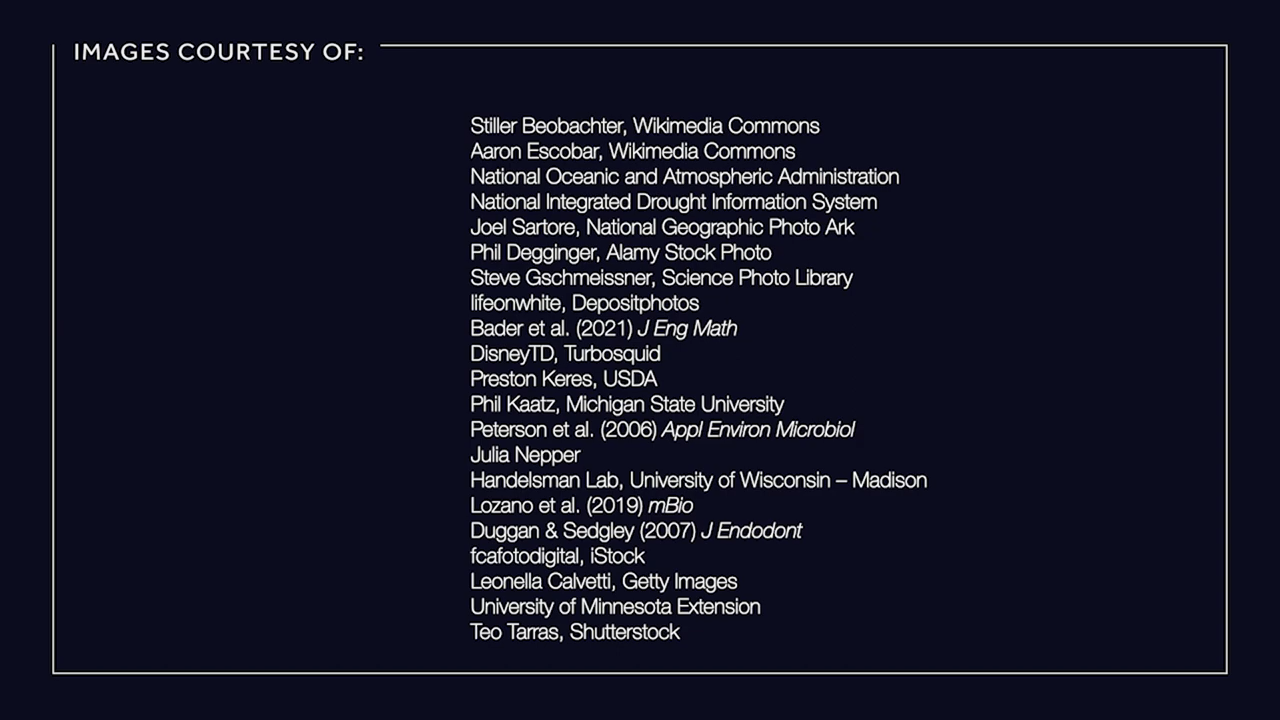 IMAGES COURTESY OF:
Stiller Beobachter, Wikimedia Commons
Aaron Escobar, Wikimedia Commons
National Oceanic and Atmospheric Administration
National Integrated Drought Information System
Joel Sartore, National Geographic Photo Ark
Phil Degginger, Alamy Stock Photo
Steve Gschmeissner, Science Photo Library
lifeonwhite, Depositphotos
Bader et al. (2021) J Eng Math
DisneyTD, Turbosquid
Preston Keres, USDA
Phil Kaatz, Michigan State University
Peterson et al. (2006) Appl Environ Microbiol
Julia Nepper
Handelsman Lab, University of Wisconsin – Madison
Lozano et al. (2019) mBio
Duggan & Sedgley (2007) J Endodont
fcafotodigital, iStock
Leonella Calvetti, Getty Images
University of Minnesota Extension
Teo Tarras, Shutterstock